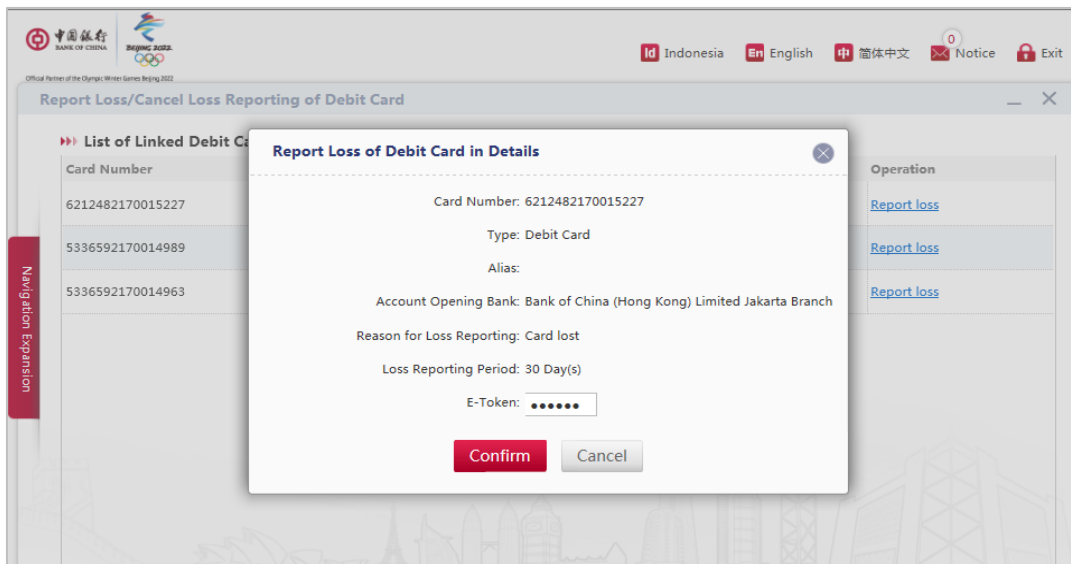 中国银行
BANK OF CHINA
BEIJING 2022
Official Partner of the Olympic Winter Games Beijing 2022
Id Indonesia En English 中 简体中文 0 Notice Exit
Report Loss/Cancel Loss Reporting of Debit Card
List of Linked Debit Ca
Card Number Operation
6212482170015227 Report loss
5336592170014989 Report loss
5336592170014963 Report loss
Navigation Expansion
Report Loss of Debit Card in Details
Card Number: 6212482170015227
Type: Debit Card
Alias:
Account Opening Bank: Bank of China (Hong Kong) Limited Jakarta Branch
Reason for Loss Reporting: Card lost
Loss Reporting Period: 30 Day(s)
E-Token: ●●●●●●
Confirm Cancel